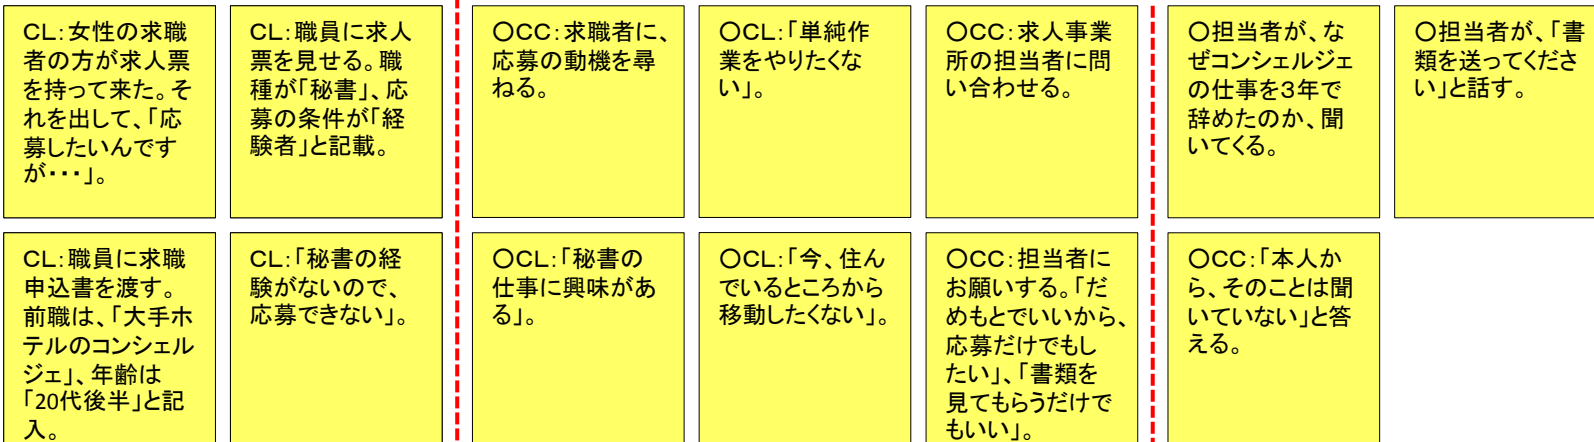 CL:女性の求職
者の方が求人票
を持って来た。そ
れを出して、「応
募したいんです
が・・・」。
CL:職員に求職
申込書を渡す。
前職は、「大手ホ
テルのコンシェル
ジェ」、年齢は
「20代後半」と記
入。
CL:職員に求人
票を見せる。職
種が「秘書」、応
募の条件が「経
験者」と記載。
CL:「秘書の経
験がないので、
応募できない」。
〇CC:求職者に、
応募の動機を尋
ねる。
〇CL:「秘書の
仕事に興味があ
る」。
〇CL:「単純作
業をやりたくな
い」。
〇CL:「今、住ん
でいるところから
移動したくない」。
〇CC:求人事業
所の担当者に問
い合わせる。
〇CC:担当者に
お願いする。「だ
めもとでいいから、
応募だけでもし
たい」、「書類を
見てもらうだけで
もいい」。
〇担当者が、な
ぜコンシェルジェ
の仕事を3年で
辞めたのか、聞
いてくる。
〇CC:「本人か
ら、そのことは聞
いていない」と答
える。
〇担当者が、「書
類を送ってくださ
い」と話す。